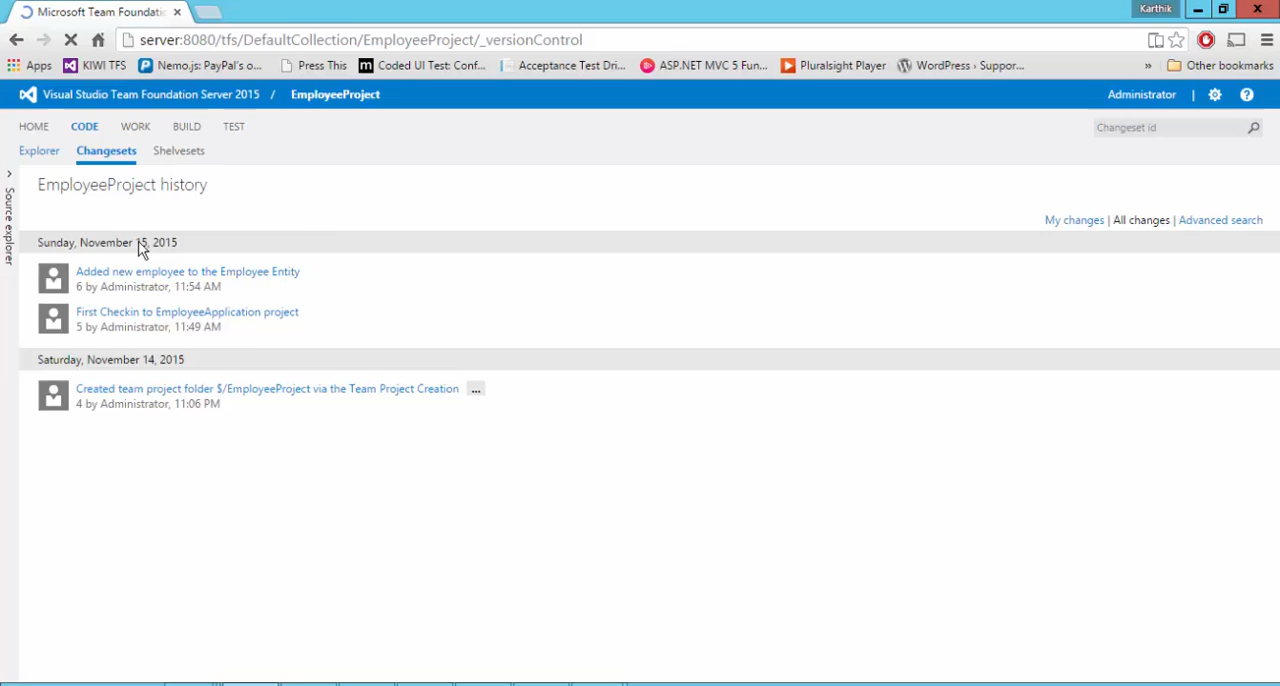 Microsoft Team Foundatio
Karthik
server:8080/tfs/DefaultCollection/EmployeeProject/_versionControl
Apps KIWI TFS Nemo.js: PayPal's o... Press This Coded UI Test: Conf... Acceptance Test Dri... ASP.NET MVC 5 Fun... Pluralsight Player WordPress › Suppor... » Other bookmarks
Visual Studio Team Foundation Server 2015 / EmployeeProject Administrator |
HOME CODE WORK BUILD TEST
Changeset id
Explorer Changesets Shelvesets
Source explorer
EmployeeProject history
My changes | All changes | Advanced search
Sunday, November 15, 2015
Added new employee to the Employee Entity
6 by Administrator, 11:54 AM
First Checkin to EmployeeApplication project
5 by Administrator, 11:49 AM
Saturday, November 14, 2015
Created team project folder $/EmployeeProject via the Team Project Creation ...
4 by Administrator, 11:06 PM